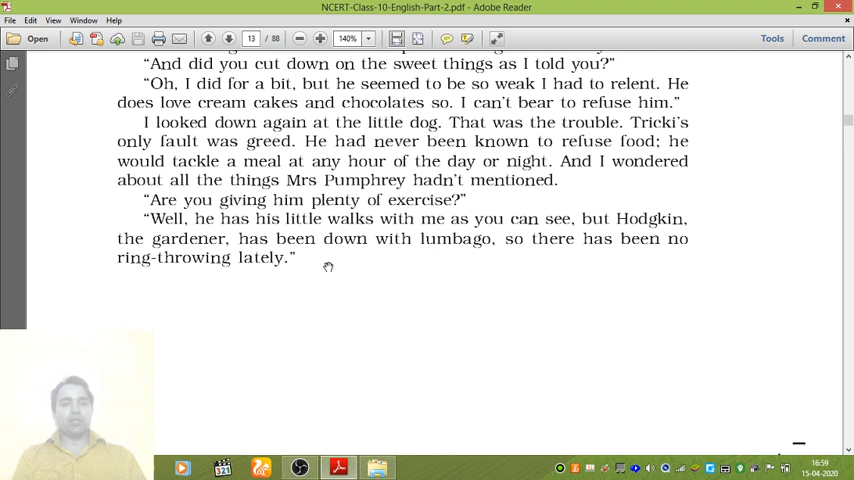 NCERT-Class-10-English-Part-2.pdf - Adobe Reader
File Edit View Window Help
Open 13 / 88 140% Tools Comment
“And did you cut down on the sweet things as I told you?”
“Oh, I did for a bit, but he seemed to be so weak I had to relent. He
does love cream cakes and chocolates so. I can’t bear to refuse him.”
I looked down again at the little dog. That was the trouble. Tricki’s
only fault was greed. He had never been known to refuse food; he
would tackle a meal at any hour of the day or night. And I wondered
about all the things Mrs Pumphrey hadn’t mentioned.
“Are you giving him plenty of exercise?”
“Well, he has his little walks with me as you can see, but Hodgkin,
the gardener, has been down with lumbago, so there has been no
ring-throwing lately.”
321
16:59
15-04-2020